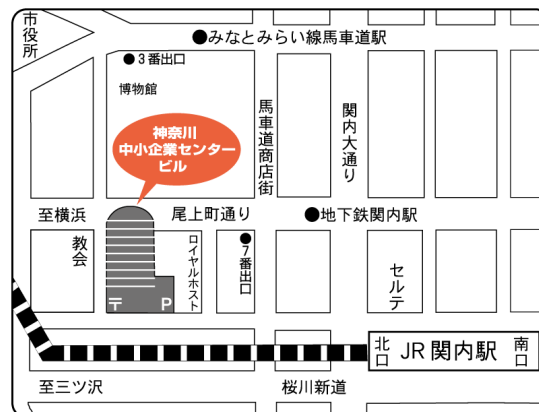 市役所
●みなとみらい線馬車道駅
●3番出口
博物館
神奈川
中小企業センター
ビル
馬車道商店街
関内大通り
至横浜
尾上町通り
●地下鉄関内駅
教会
ロイヤルホスト
●7番出口
セルテ
〒
P
北口
JR関内駅
南口
至三ツ沢
桜川新道